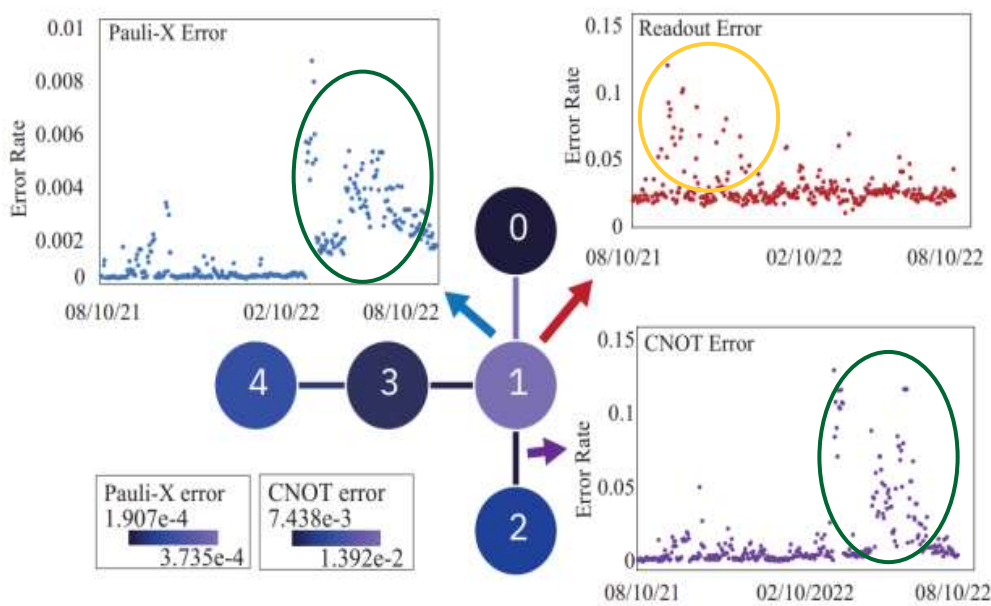 Pauli-X Error
0.01
0.008
0.006
0.004
0.002
0
Error Rate
08/10/21
02/10/22
08/10/22
Readout Error
0.15
0.1
0.05
0
Error Rate
08/10/21
02/10/22
08/10/22
0
4
3
1
2
CNOT Error
0.15
0.1
0.05
0
Error Rate
08/10/21
02/10/2022
08/10/22
Pauli-X error
1.907e-4
3.735e-4
CNOT error
7.438e-3
1.392e-2